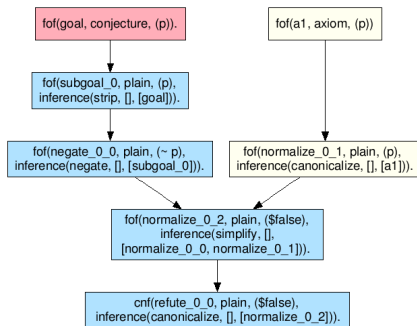 fof(goal, conjecture, (p)).
fof(a1, axiom, (p))
fof(subgoal_0, plain, (p),
inference(strip, [], [goal])).
fof(negate_0_0, plain, (~ p),
inference(negate, [], [subgoal_0])).
fof(normalize_0_1, plain, (p),
inference(canonicalize, [], [a1])).
fof(normalize_0_2, plain, ($false),
inference(simplify, [],
[normalize_0_0, normalize_0_1])).
cnf(refute_0_0, plain, ($false),
inference(canonicalize, [], [normalize_0_2])).